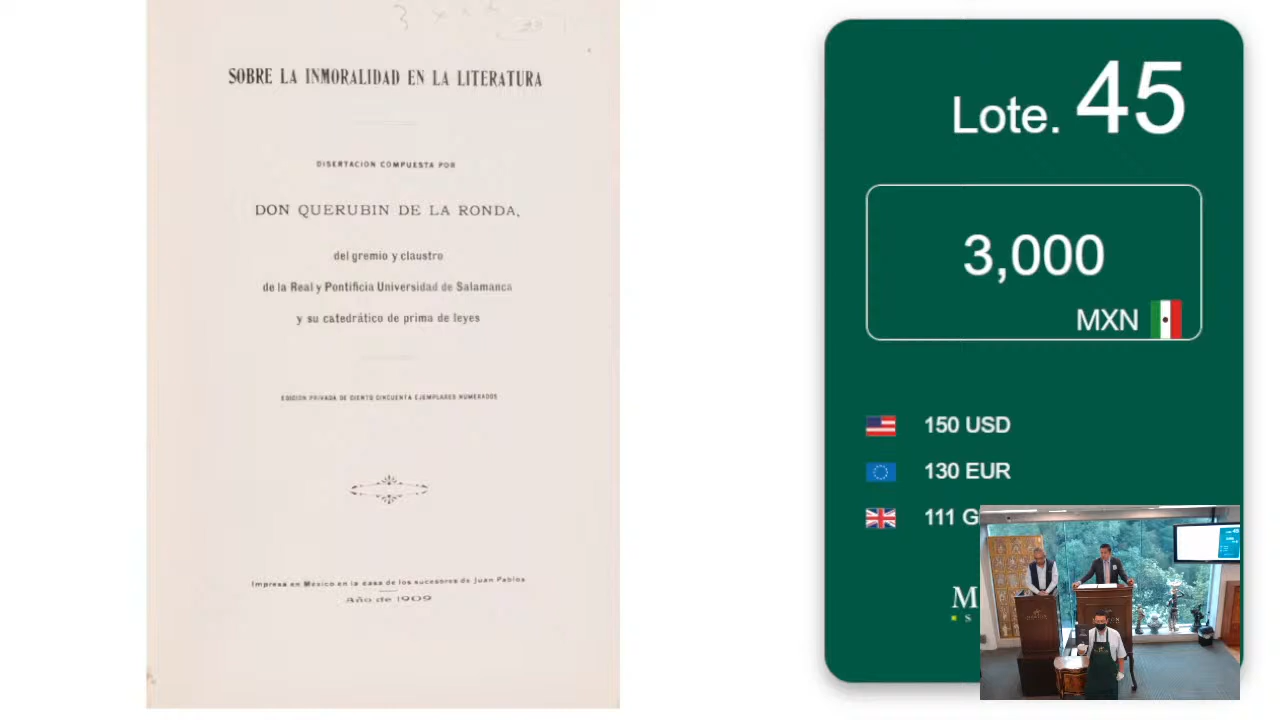 SOBRE LA INMORALIDAD EN LA LITERATURA
DISERTACION COMPUESTA POR
DON QUERUBIN DE LA RONDA,
del gremio y claustro
de la Real y Pontificia Universidad de Salamanca
y su catedrático de prima de leyes
EDICION PRIVADA DE CIENTO CINCUENTA EJEMPLARES NUMERADOS
Impresa en México en la casa de los sucesores de Juan Pablos
Año de 1909
Lote. 45
3,000
MXN
150 USD
130 EUR
111 G
M
S